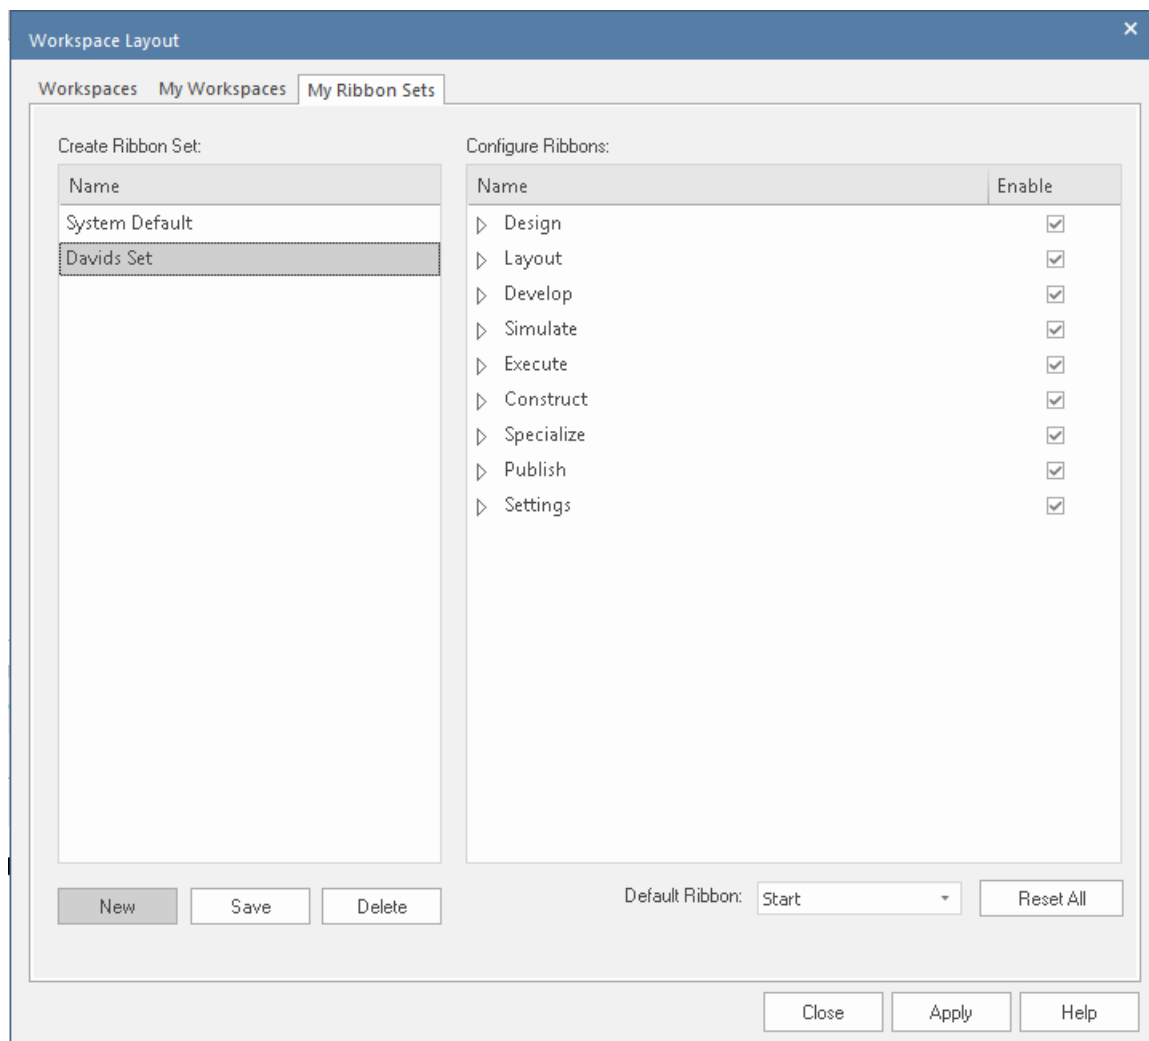 Workspace Layout
Workspaces My Workspaces My Ribbon Sets
Create Ribbon Set: Configure Ribbons:
Name Name Enable
System Default Design
Davids Set Layout
Develop
Simulate
Execute
Construct
Specialize
Publish
Settings
New Save Delete Default Ribbon: Start Reset All
Close Apply Help